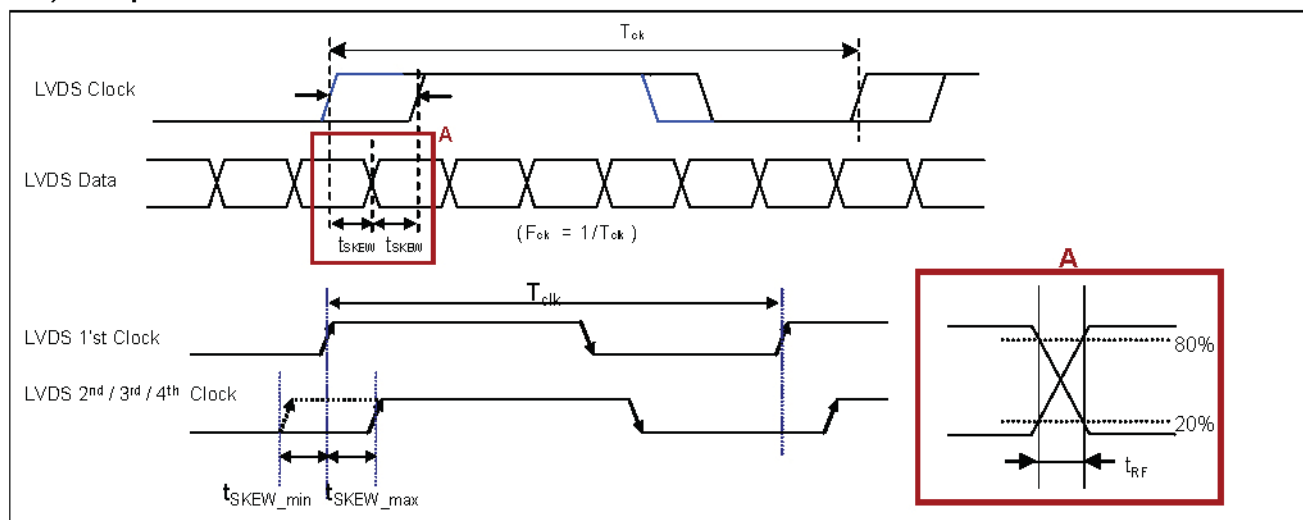 Tck
LVDS Clock
A
LVDS Data
tSKEW tSKEW
(Fck = 1/Tclk)
A
Tclk
LVDS 1'st Clock
80%
LVDS 2nd / 3rd / 4th Clock
20%
tRF
tSKEW_min tSKEW_max